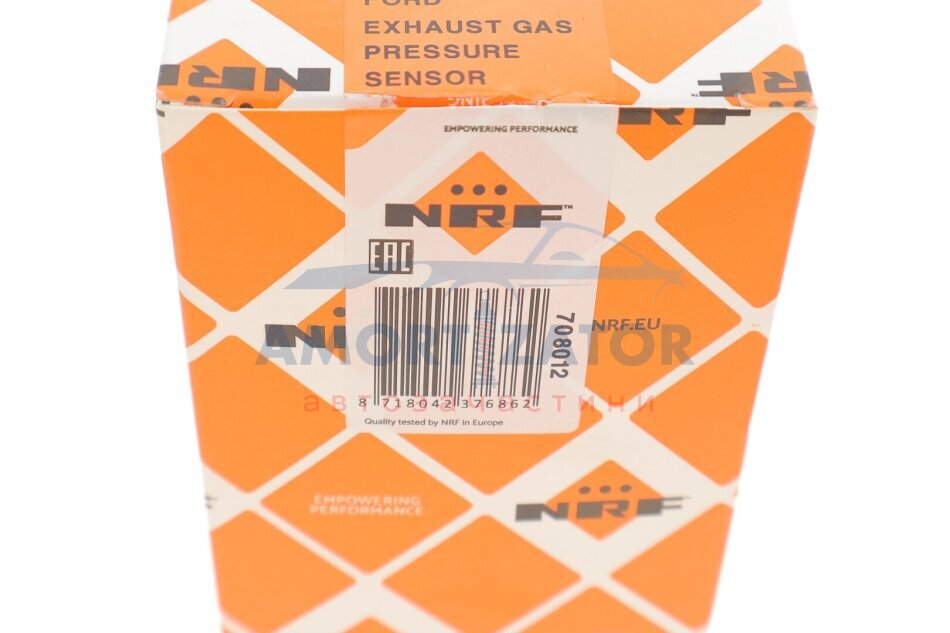 FORD
EXHAUST GAS
PRESSURE
SENSOR
NRF
NRF
EMPOWERING PERFORMANCE
NRF™
EAC
NRF.EU
708012
AMORTIZATOR
автозапчастини
8 718042 376862
Quality tested by NRF in Europe
EMPOWERING
PERFORMANCE
NRF